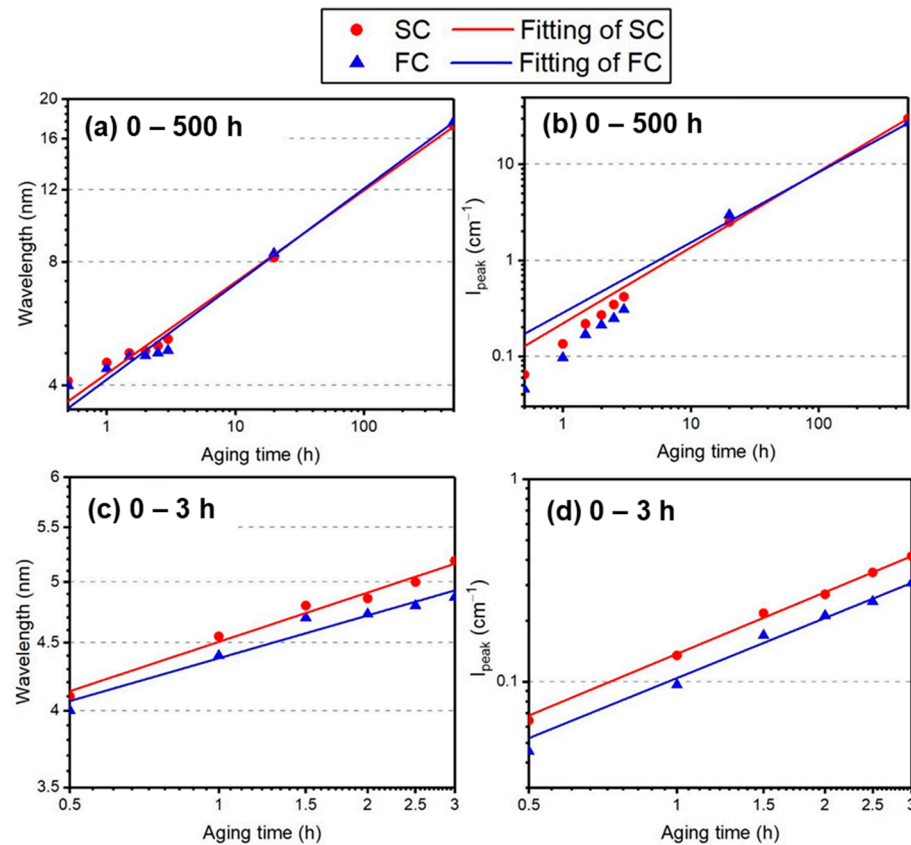 SC Fitting of SC
FC Fitting of FC
(a) 0 – 500 h
20
16
12
8
4
Wavelength (nm)
1 10 100
Aging time (h)
(b) 0 – 500 h
10
1
0.1
I_peak (cm⁻¹)
1 10 100
Aging time (h)
(c) 0 – 3 h
6
5.5
5
4.5
4
3.5
Wavelength (nm)
0.5 1 1.5 2 2.5 3
Aging time (h)
(d) 0 – 3 h
1
0.1
I_peak (cm⁻¹)
0.5 1 1.5 2 2.5 3
Aging time (h)